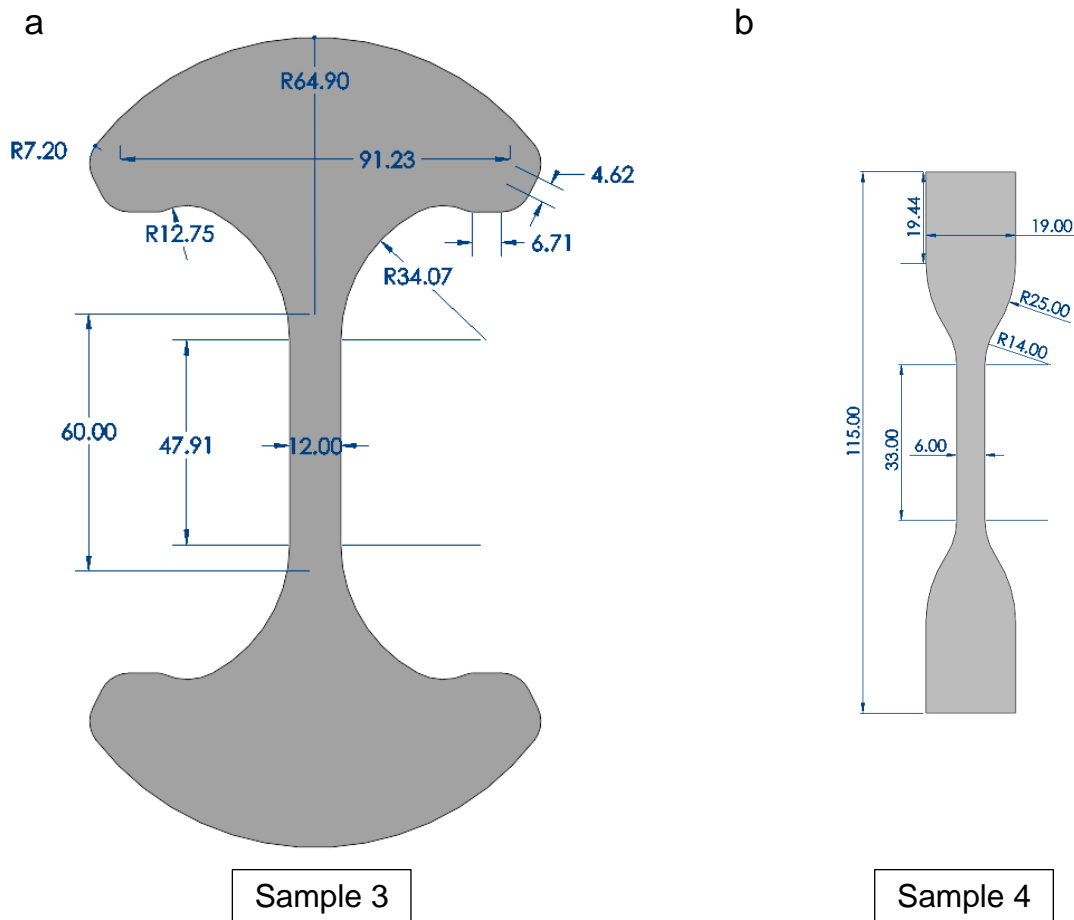 a
b
R64.90
R7.20
91.23
4.62
R12.75
6.71
R34.07
60.00
47.91
12.00
19.44
19.00
R25.00
R14.00
115.00
33.00
6.00
Sample 3
Sample 4